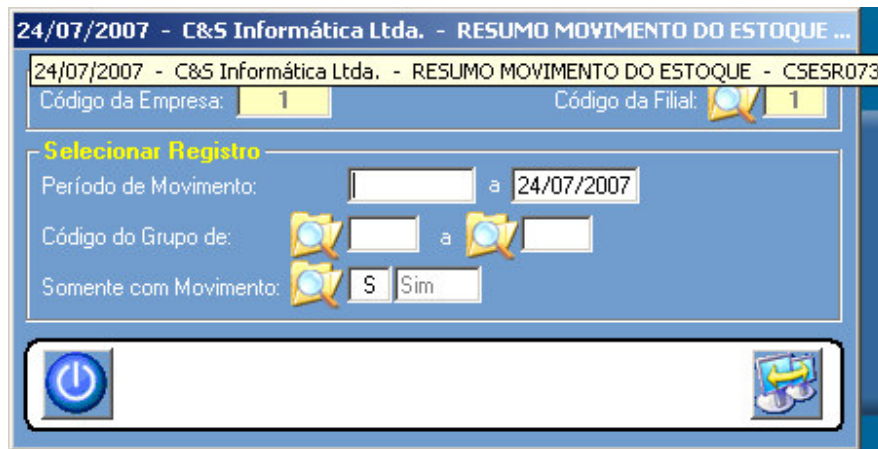 24/07/2007 - C&S Informática Ltda. - RESUMO MOVIMENTO DO ESTOQUE ...
24/07/2007 - C&S Informática Ltda. - RESUMO MOVIMENTO DO ESTOQUE - CSESR073
Código da Empresa: 1 Código da Filial: 1
Selecionar Registro
Período de Movimento: a 24/07/2007
Código do Grupo de: a
Somente com Movimento: S Sim